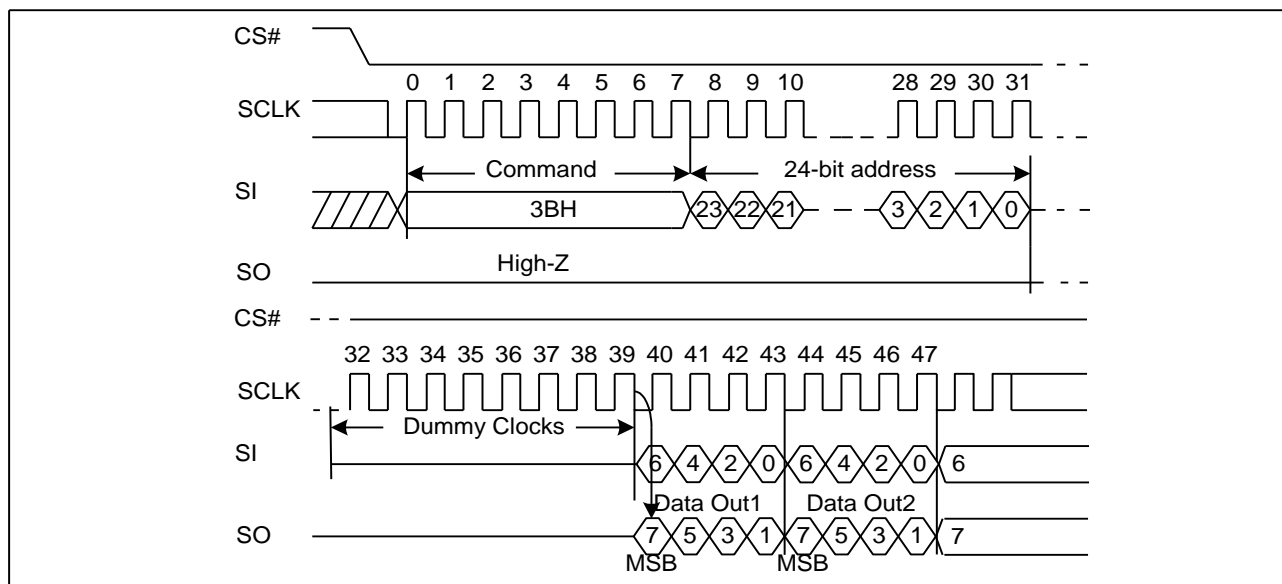 CS#
0 1 2 3 4 5 6 7 8 9 10 28 29 30 31
SCLK
Command 24-bit address
SI
3BH 23 22 21 3 2 1 0
High-Z
SO
CS#
32 33 34 35 36 37 38 39 40 41 42 43 44 45 46 47
SCLK
Dummy Clocks
SI
6 4 2 0 6 4 2 0 6
Data Out1 Data Out2
SO
7 5 3 1 7 5 3 1 7
MSB MSB